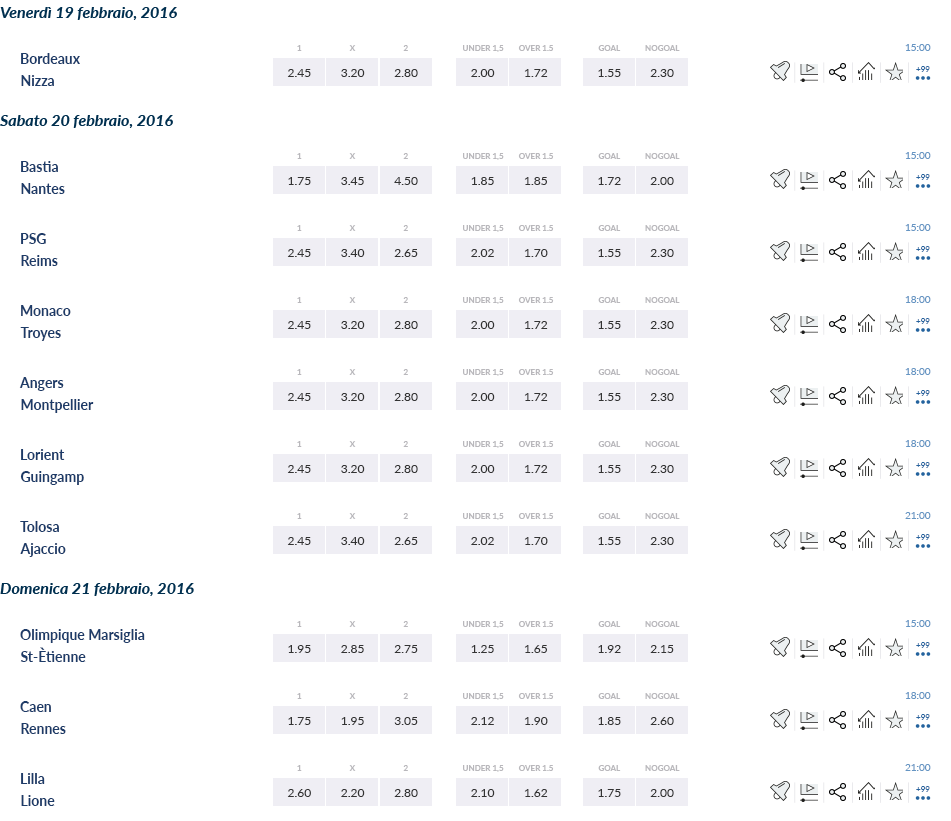 Venerdì 19 febbraio, 2016
1 X 2 UNDER 1,5 OVER 1.5 GOAL NOGOAL 15:00
Bordeaux
2.45 3.20 2.80 2.00 1.72 1.55 2.30 +99
Nizza
Sabato 20 febbraio, 2016
1 X 2 UNDER 1,5 OVER 1.5 GOAL NOGOAL 15:00
Bastia
1.75 3.45 4.50 1.85 1.85 1.72 2.00 +99
Nantes
1 X 2 UNDER 1,5 OVER 1.5 GOAL NOGOAL 15:00
PSG
2.45 3.40 2.65 2.02 1.70 1.55 2.30 +99
Reims
1 X 2 UNDER 1,5 OVER 1.5 GOAL NOGOAL 18:00
Monaco
2.45 3.20 2.80 2.00 1.72 1.55 2.30 +99
Troyes
1 X 2 UNDER 1,5 OVER 1.5 GOAL NOGOAL 18:00
Angers
2.45 3.20 2.80 2.00 1.72 1.55 2.30 +99
Montpellier
1 X 2 UNDER 1,5 OVER 1.5 GOAL NOGOAL 18:00
Lorient
2.45 3.20 2.80 2.00 1.72 1.55 2.30 +99
Guingamp
1 X 2 UNDER 1,5 OVER 1.5 GOAL NOGOAL 21:00
Tolosa
2.45 3.40 2.65 2.02 1.70 1.55 2.30 +99
Ajaccio
Domenica 21 febbraio, 2016
1 X 2 UNDER 1,5 OVER 1.5 GOAL NOGOAL 15:00
Olimpique Marsiglia
1.95 2.85 2.75 1.25 1.65 1.92 2.15 +99
St-Ètienne
1 X 2 UNDER 1,5 OVER 1.5 GOAL NOGOAL 18:00
Caen
1.75 1.95 3.05 2.12 1.90 1.85 2.60 +99
Rennes
1 X 2 UNDER 1,5 OVER 1.5 GOAL NOGOAL 21:00
Lilla
2.60 2.20 2.80 2.10 1.62 1.75 2.00 +99
Lione